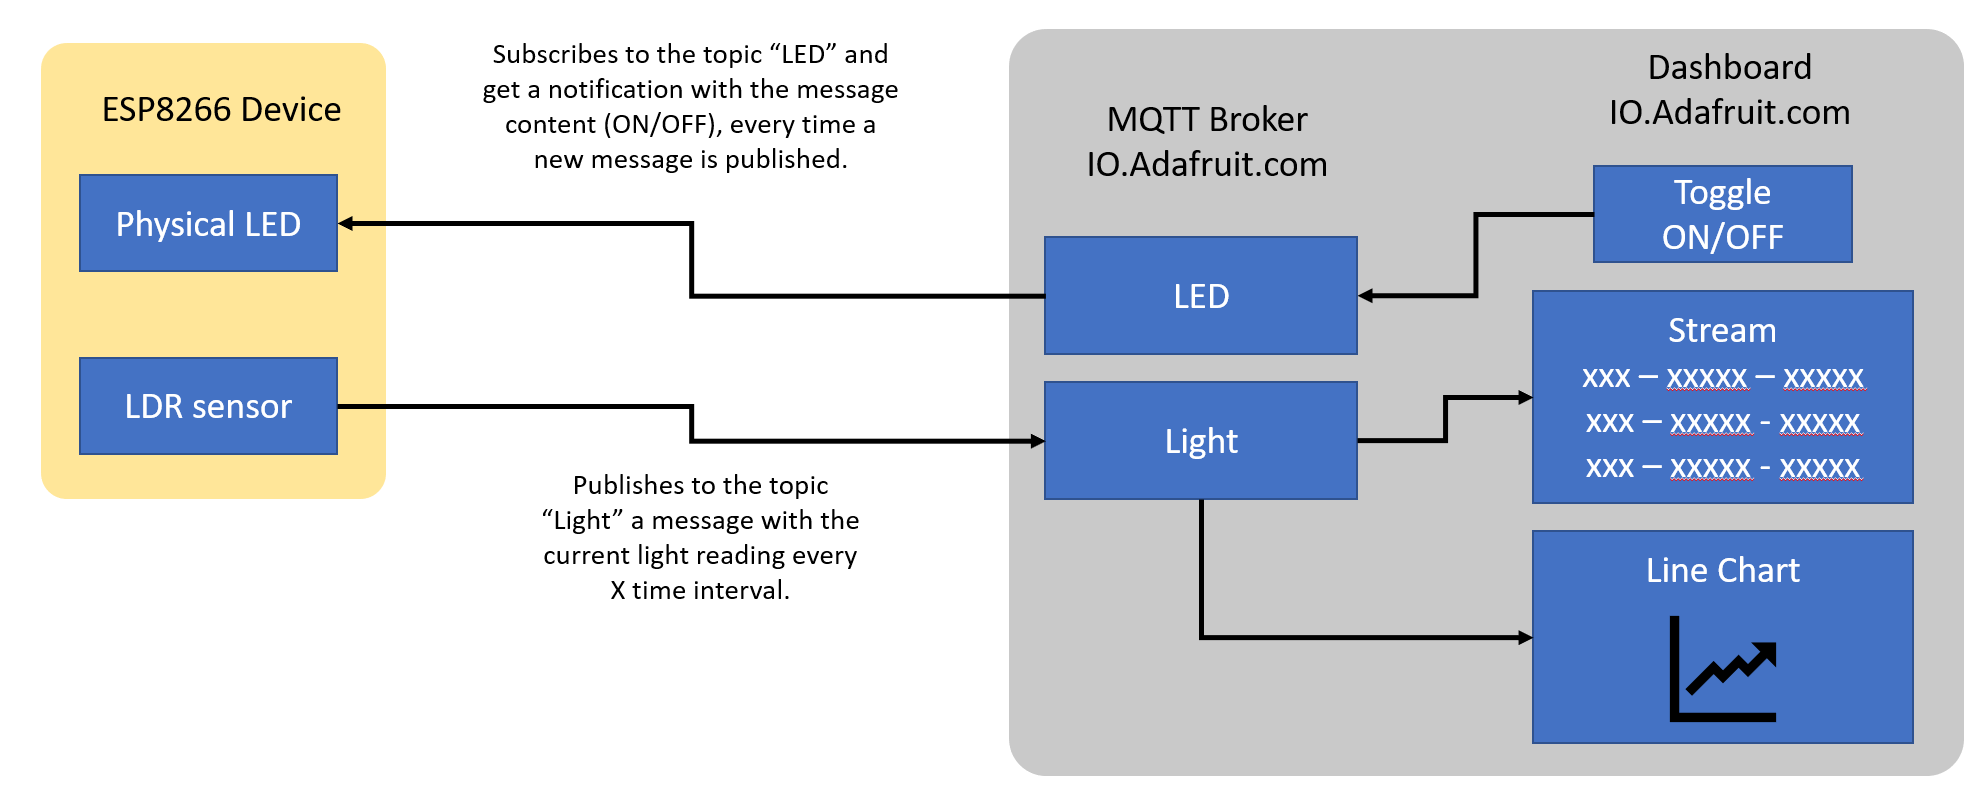 ESP8266 Device
Physical LED
LDR sensor
Subscribes to the topic “LED” and
get a notification with the message
content (ON/OFF), every time a
new message is published.
Publishes to the topic
“Light” a message with the
current light reading every
X time interval.
MQTT Broker
IO.Adafruit.com
LED
Light
Dashboard
IO.Adafruit.com
Toggle
ON/OFF
Stream
xxx – xxxxx – xxxxx
xxx – xxxxx - xxxxx
xxx – xxxxx - xxxxx
Line Chart